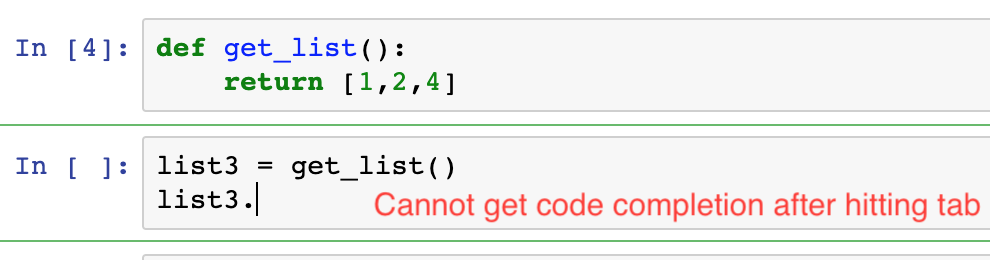 In [4]: def get_list():
return [1,2,4]
In [ ]: list3 = get_list()
list3.
Cannot get code completion after hitting tab